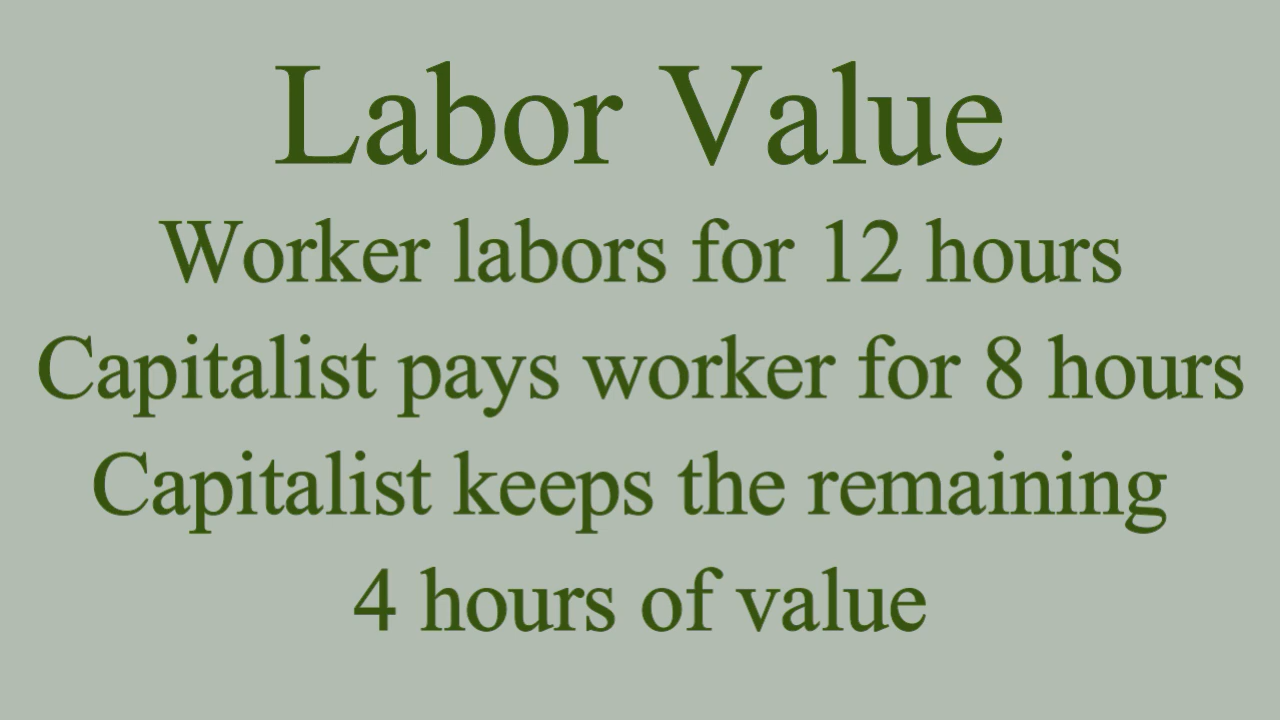 Labor Value
Worker labors for 12 hours
Capitalist pays worker for 8 hours
Capitalist keeps the remaining
4 hours of value